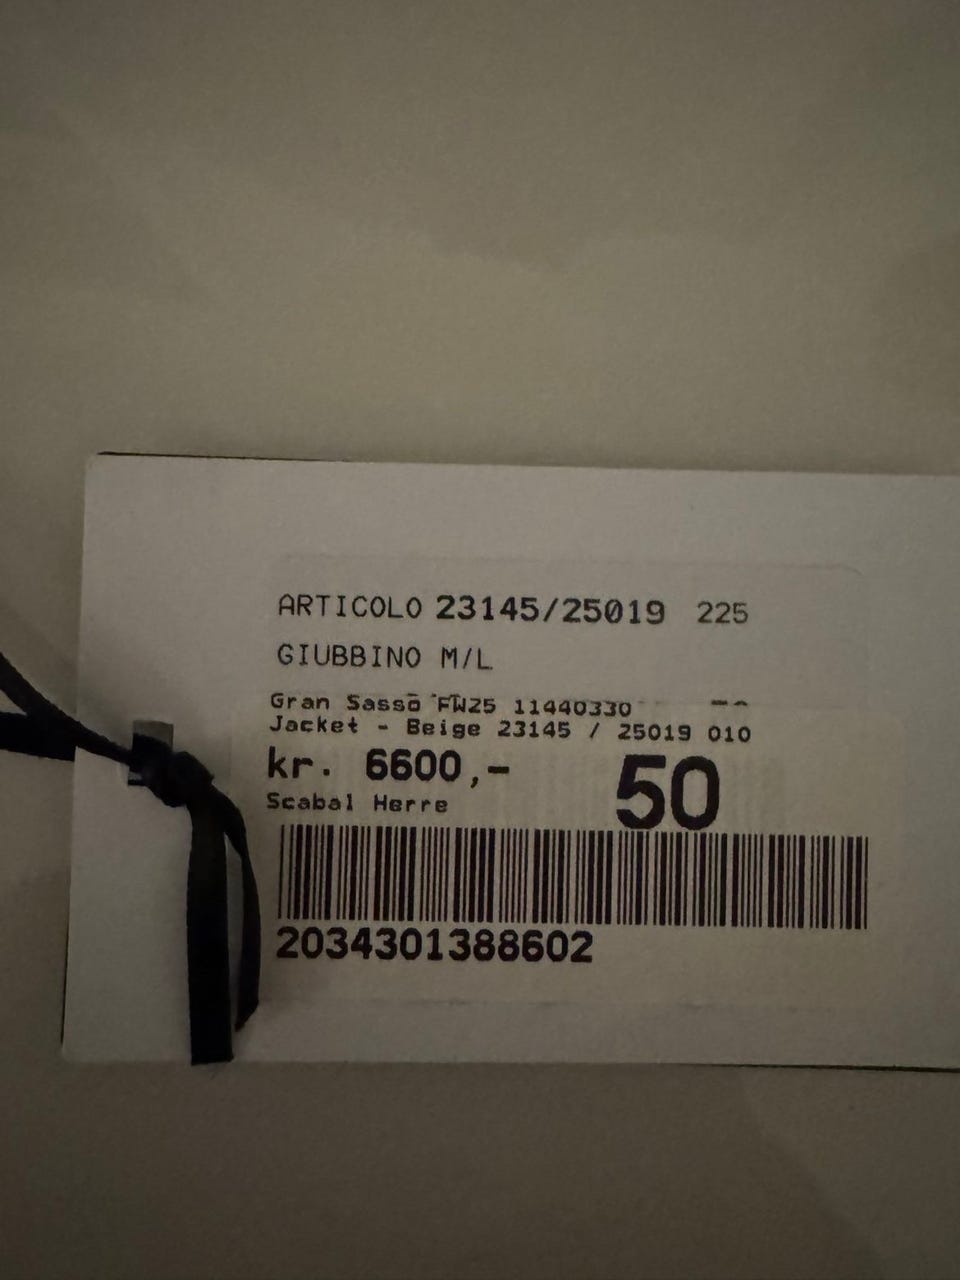 ARTICOLO 23145/25019 225
GIUBBINO M/L
Gran Sasso FW25 11440330
Jacket - Beige 23145 / 25019 010
kr. 6600,- 50
Scabal Herre
2034301388602